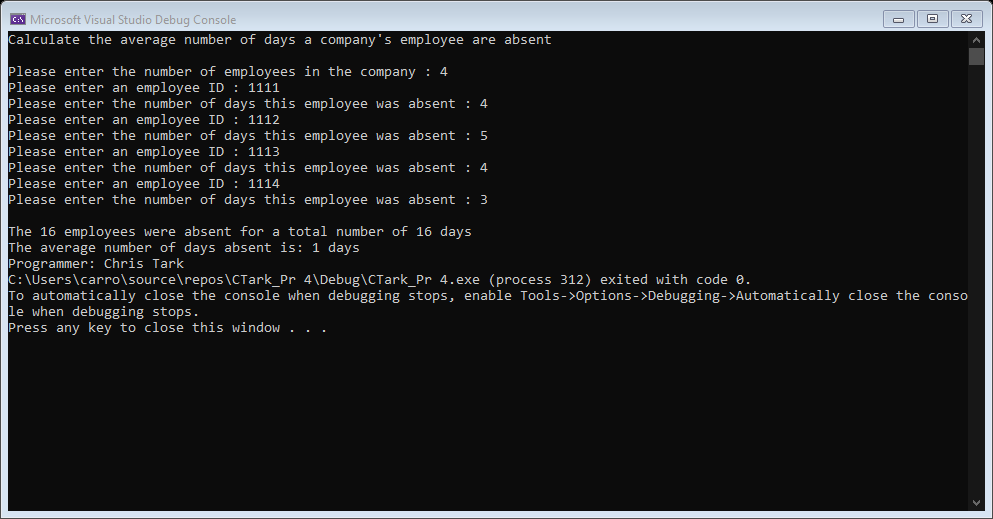 C:\ Microsoft Visual Studio Debug Console
Calculate the average number of days a company's employee are absent
Please enter the number of employees in the company : 4
Please enter an employee ID : 1111
Please enter the number of days this employee was absent : 4
Please enter an employee ID : 1112
Please enter the number of days this employee was absent : 5
Please enter an employee ID : 1113
Please enter the number of days this employee was absent : 4
Please enter an employee ID : 1114
Please enter the number of days this employee was absent : 3
The 16 employees were absent for a total number of 16 days
The average number of days absent is: 1 days
Programmer: Chris Tark
C:\Users\carro\source\repos\CTark_Pr 4\Debug\CTark_Pr 4.exe (process 312) exited with code 0.
To automatically close the console when debugging stops, enable Tools->Options->Debugging->Automatically close the conso
le when debugging stops.
Press any key to close this window . . .